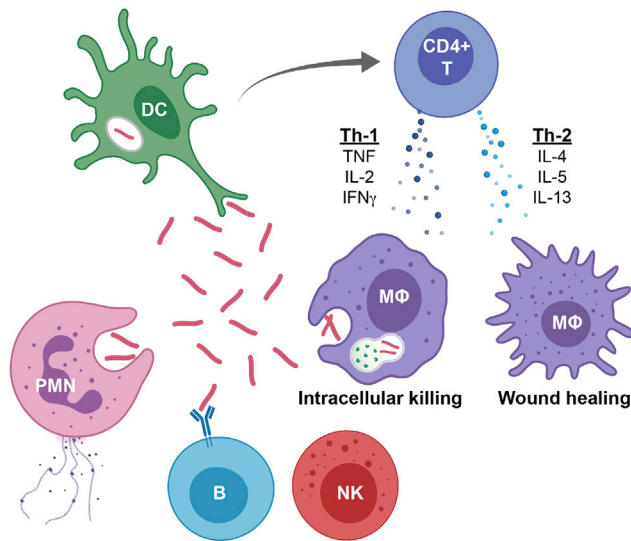 DC
CD4+
T
Th-1
TNF
IL-2
IFNγ
Th-2
IL-4
IL-5
IL-13
MΦ
MΦ
PMN
Intracellular killing
Wound healing
B
NK